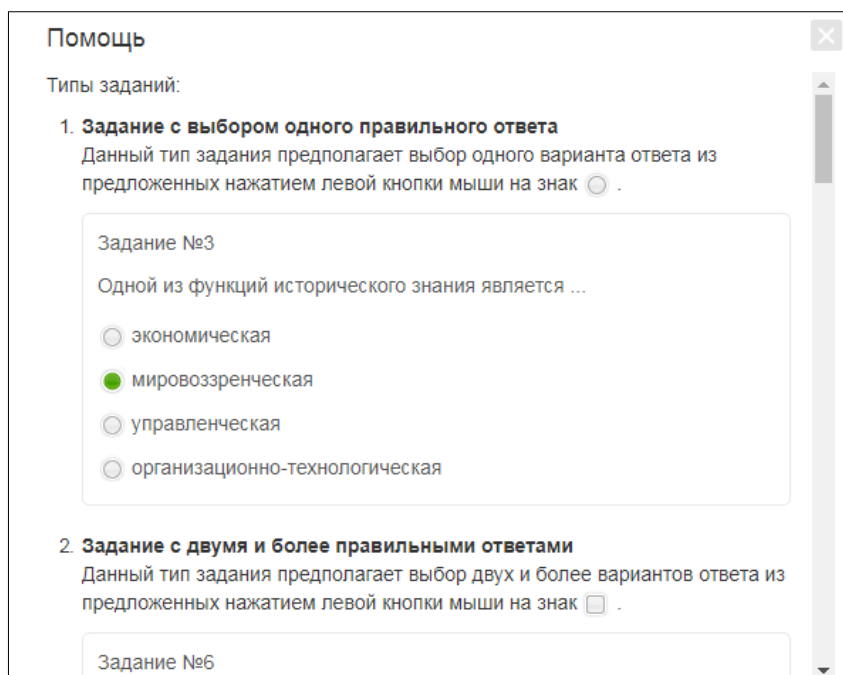 Помощь
Типы заданий:
1. Задание с выбором одного правильного ответа
Данный тип задания предполагает выбор одного варианта ответа из
предложенных нажатием левой кнопки мыши на знак .
Задание №3
Одной из функций исторического знания является ...
экономическая
мировоззренческая
управленческая
организационно-технологическая
2. Задание с двумя и более правильными ответами
Данный тип задания предполагает выбор двух и более вариантов ответа из
предложенных нажатием левой кнопки мыши на знак .
Задание №6